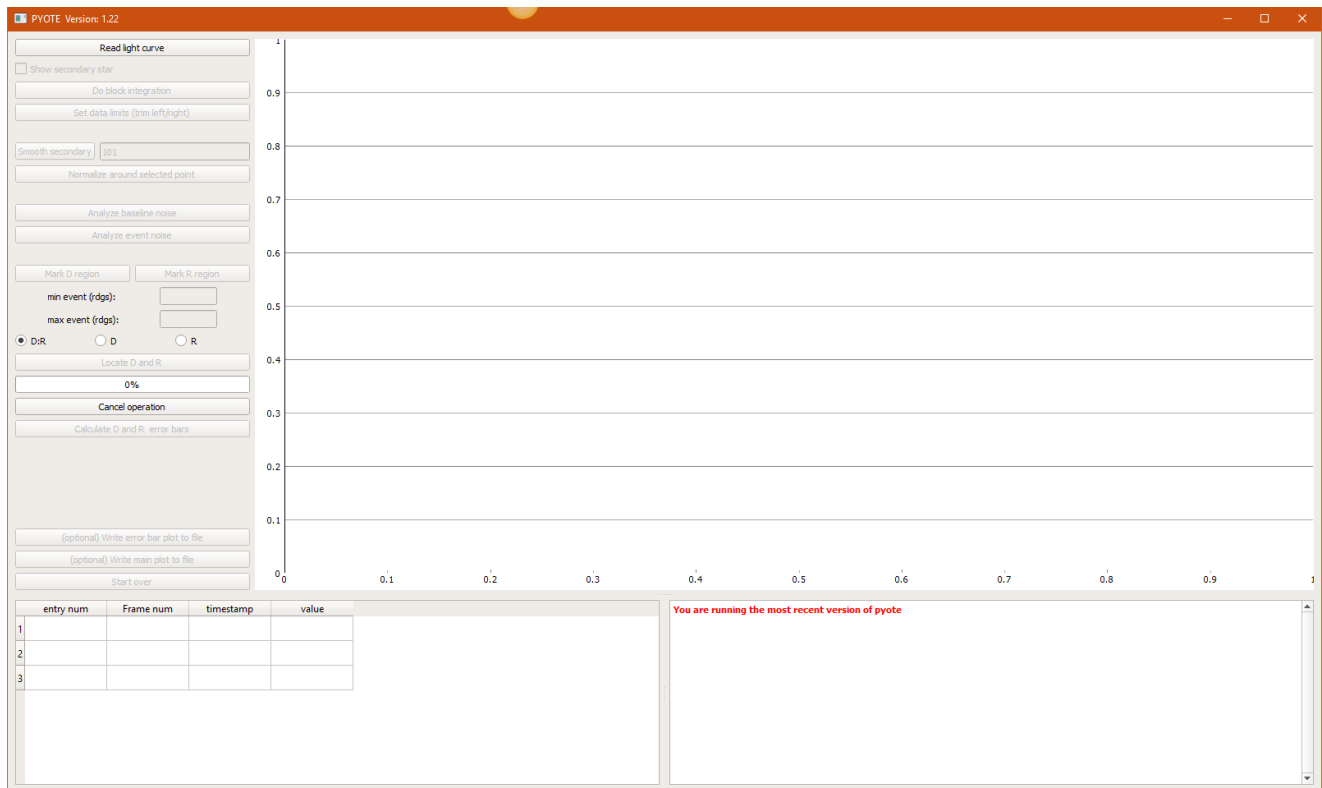 PYOTE Version: 1.22
Read light curve
Show secondary star
Do block integration
Set data limits (trim left/right)
Smooth secondary 101
Normalize around selected point
Analyze baseline noise
Analyze event noise
Mark D region Mark R region
min event (rdgs):
max event (rdgs):
D:R D R
Locate D and R
0%
Cancel operation
Calculate D and R error bars
(optional) Write error bar plot to file
(optional) Write main plot to file
Start over
1
0.9
0.8
0.7
0.6
0.5
0.4
0.3
0.2
0.1
0
0 0.1 0.2 0.3 0.4 0.5 0.6 0.7 0.8 0.9 1
entry num Frame num timestamp value
1
2
3
You are running the most recent version of pyote